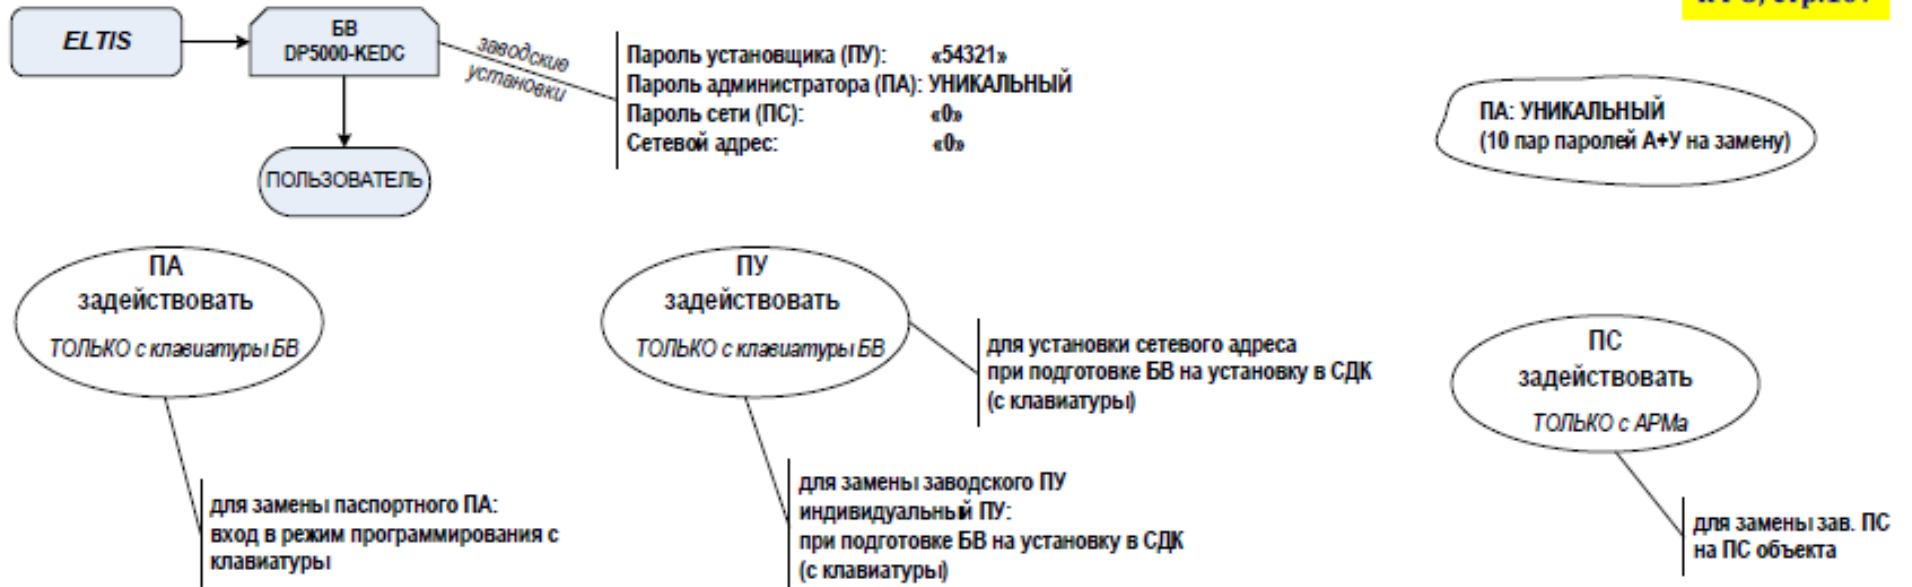 ELTIS
БВ
DP5000-KEDC
заводские
установки
Пароль установщика (ПУ): «54321»
Пароль администратора (ПА): УНИКАЛЬНЫЙ
Пароль сети (ПС): «0»
Сетевой адрес: «0»
ПА: УНИКАЛЬНЫЙ
(10 пар паролей А+У на замену)
ПОЛЬЗОВАТЕЛЬ
ПА
задействовать
ТОЛЬКО с клавиатуры БВ
для замены паспортного ПА:
вход в режим программирования с
клавиатуры
ПУ
задействовать
ТОЛЬКО с клавиатуры БВ
для установки сетевого адреса
при подготовке БВ на установку в СДК
(с клавиатуры)
для замены заводского ПУ
индивидуальный ПУ:
при подготовке БВ на установку в СДК
(с клавиатуры)
ПС
задействовать
ТОЛЬКО с АРМа
для замены зав. ПС
на ПС объекта